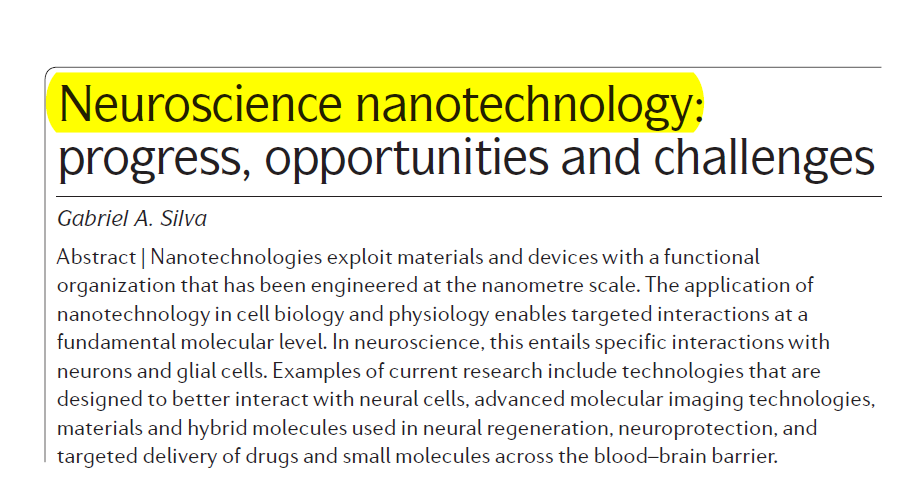 Neuroscience nanotechnology:
progress, opportunities and challenges
Gabriel A. Silva
Abstract | Nanotechnologies exploit materials and devices with a functional
organization that has been engineered at the nanometre scale. The application of
nanotechnology in cell biology and physiology enables targeted interactions at a
fundamental molecular level. In neuroscience, this entails specific interactions with
neurons and glial cells. Examples of current research include technologies that are
designed to better interact with neural cells, advanced molecular imaging technologies,
materials and hybrid molecules used in neural regeneration, neuroprotection, and
targeted delivery of drugs and small molecules across the blood–brain barrier.